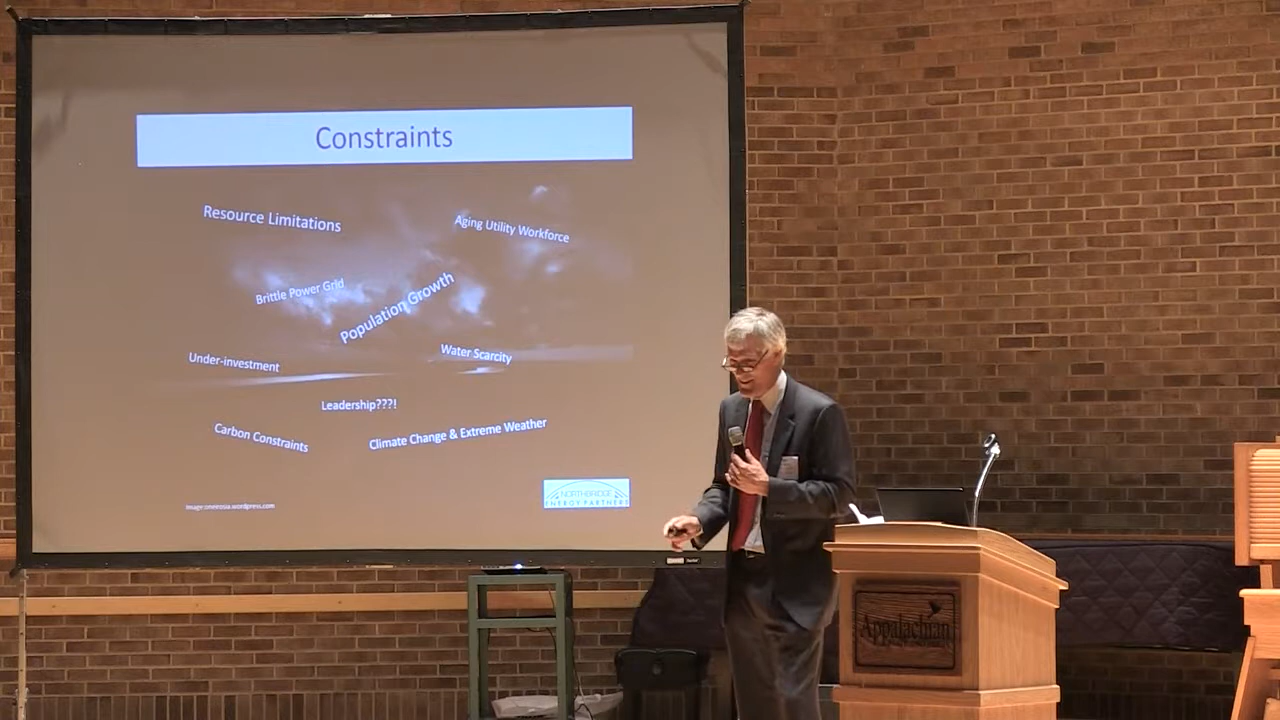 Constraints
Resource Limitations
Aging Utility Workforce
Brittle Power Grid
Population Growth
Under-investment
Water Scarcity
Leadership???!
Carbon Constraints
Climate Change & Extreme Weather
NORTHBRIDGE
ENERGY PARTNERS
Appalachian